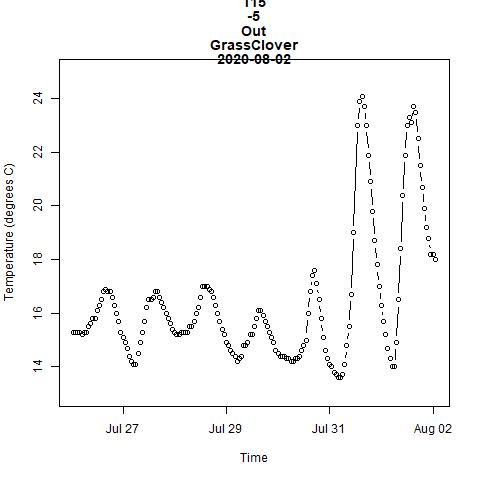 T15
-5
Out
GrassClover
2020-08-02
Temperature (degrees C)
24
22
20
18
16
14
Jul 27 Jul 29 Jul 31 Aug 02
Time